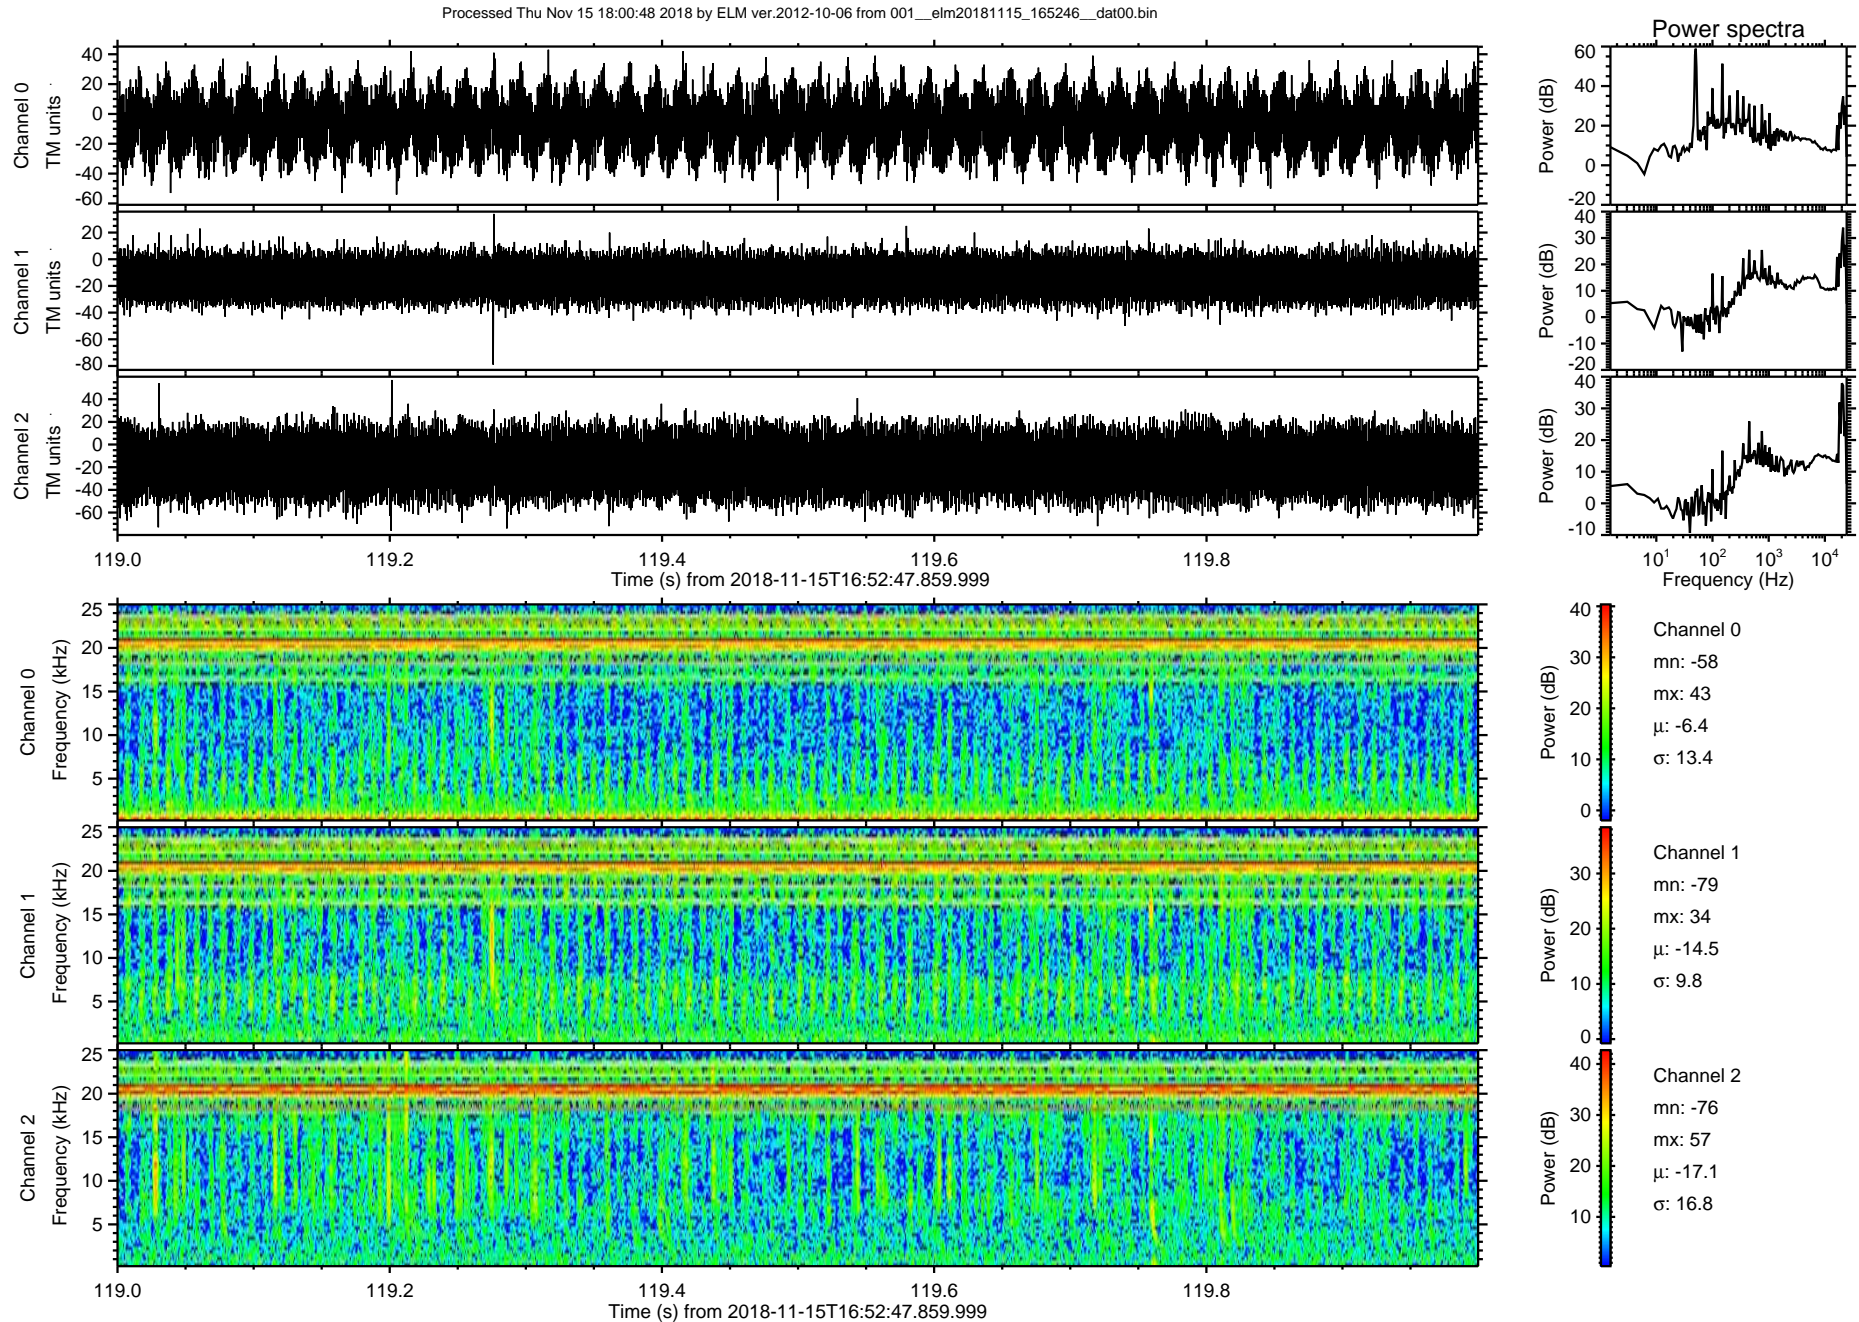 Processed Thu Nov 15 18:00:48 2018 by ELM ver.2012-10-06 from 001__elm20181115_165246__dat00.bin
Power spectra
Channel 0
TM units
40
20
0
-20
-40
-60
Power (dB)
60
40
20
0
-20
Channel 1
TM units
20
0
-20
-40
-60
-80
Power (dB)
40
30
20
10
0
-10
-20
Channel 2
TM units
40
20
0
-20
-40
-60
Power (dB)
40
30
20
10
0
-10
119.0 119.2 119.4 119.6 119.8
Time (s) from 2018-11-15T16:52:47.859.999
10¹ 10² 10³ 10⁴
Frequency (Hz)
Channel 0
Frequency (kHz)
25
20
15
10
5
Power (dB)
40
30
20
10
0
Channel 0
mn: -58
mx: 43
μ: -6.4
σ: 13.4
Channel 1
Frequency (kHz)
25
20
15
10
5
Power (dB)
30
20
10
0
Channel 1
mn: -79
mx: 34
μ: -14.5
σ: 9.8
Channel 2
Frequency (kHz)
25
20
15
10
5
Power (dB)
40
30
20
10
Channel 2
mn: -76
mx: 57
μ: -17.1
σ: 16.8
119.0 119.2 119.4 119.6 119.8
Time (s) from 2018-11-15T16:52:47.859.999